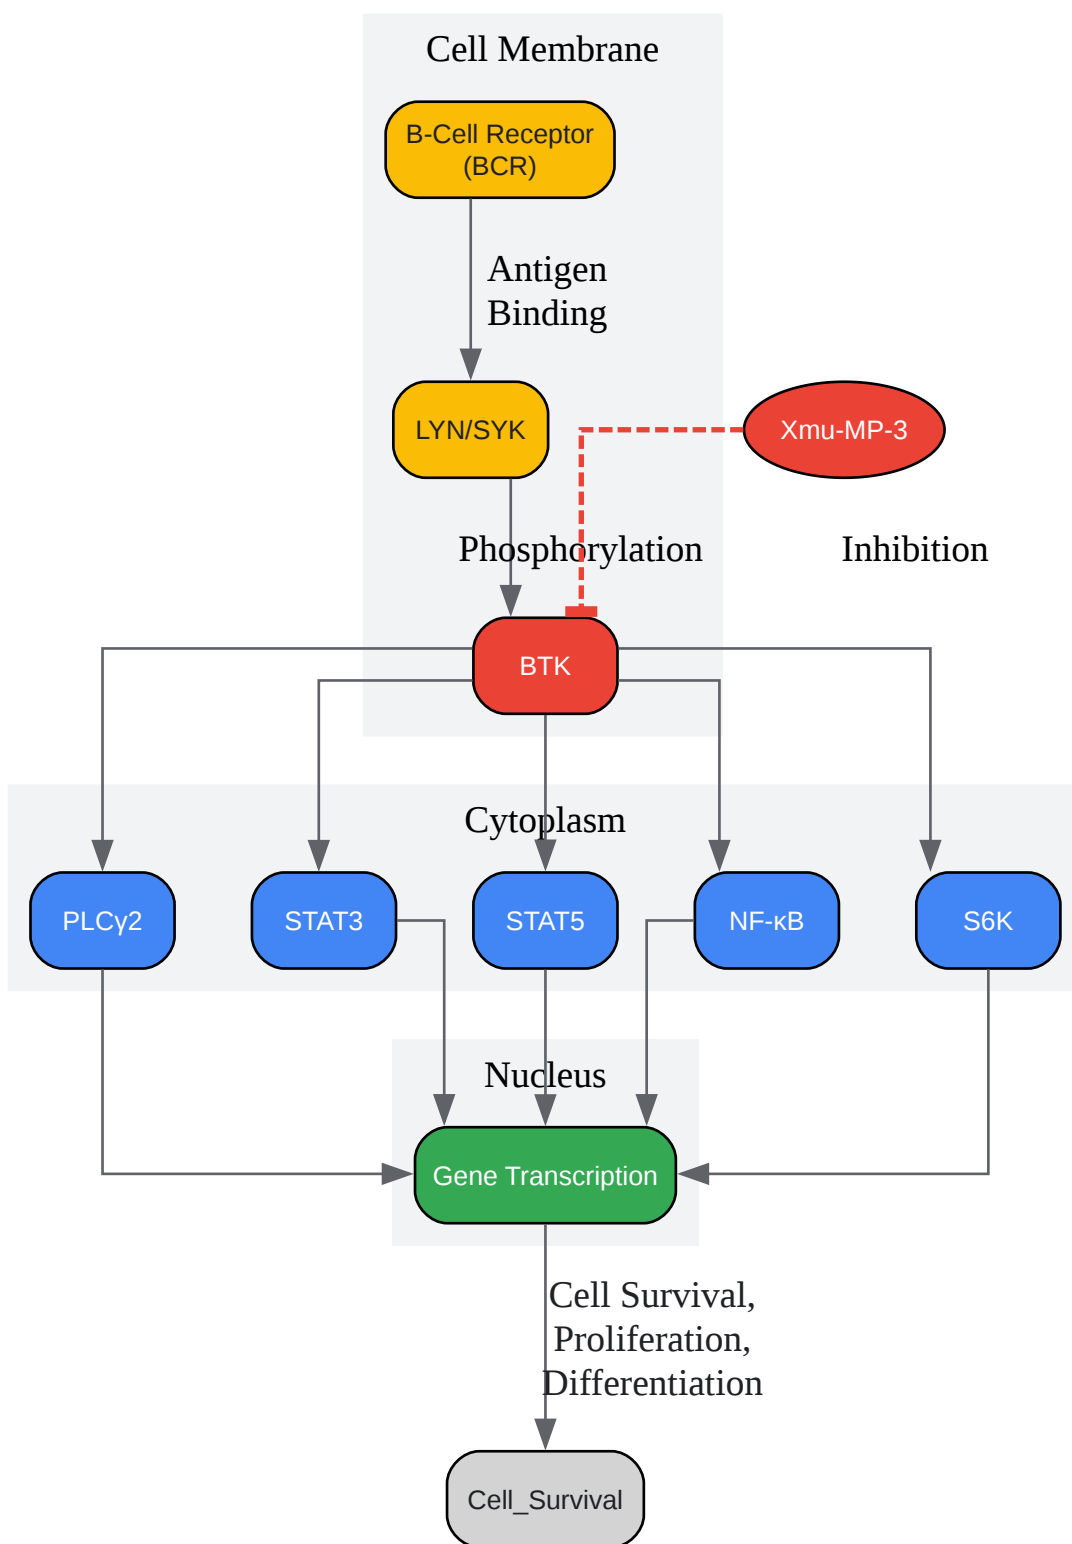 Cell Membrane
B-Cell Receptor
(BCR)
Antigen
Binding
LYN/SYK
Xmu-MP-3
Phosphorylation
Inhibition
BTK
Cytoplasm
PLCγ2
STAT3
STAT5
NF-κB
S6K
Nucleus
Gene Transcription
Cell Survival,
Proliferation,
Differentiation
Cell_Survival